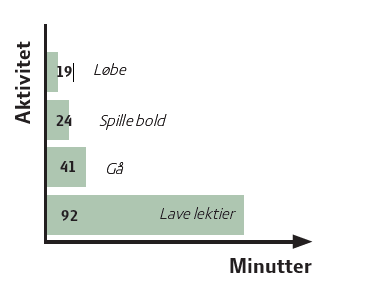 Aktivitet
19 Løbe
24 Spille bold
41 Gå
92 Lave lektier
Minutter